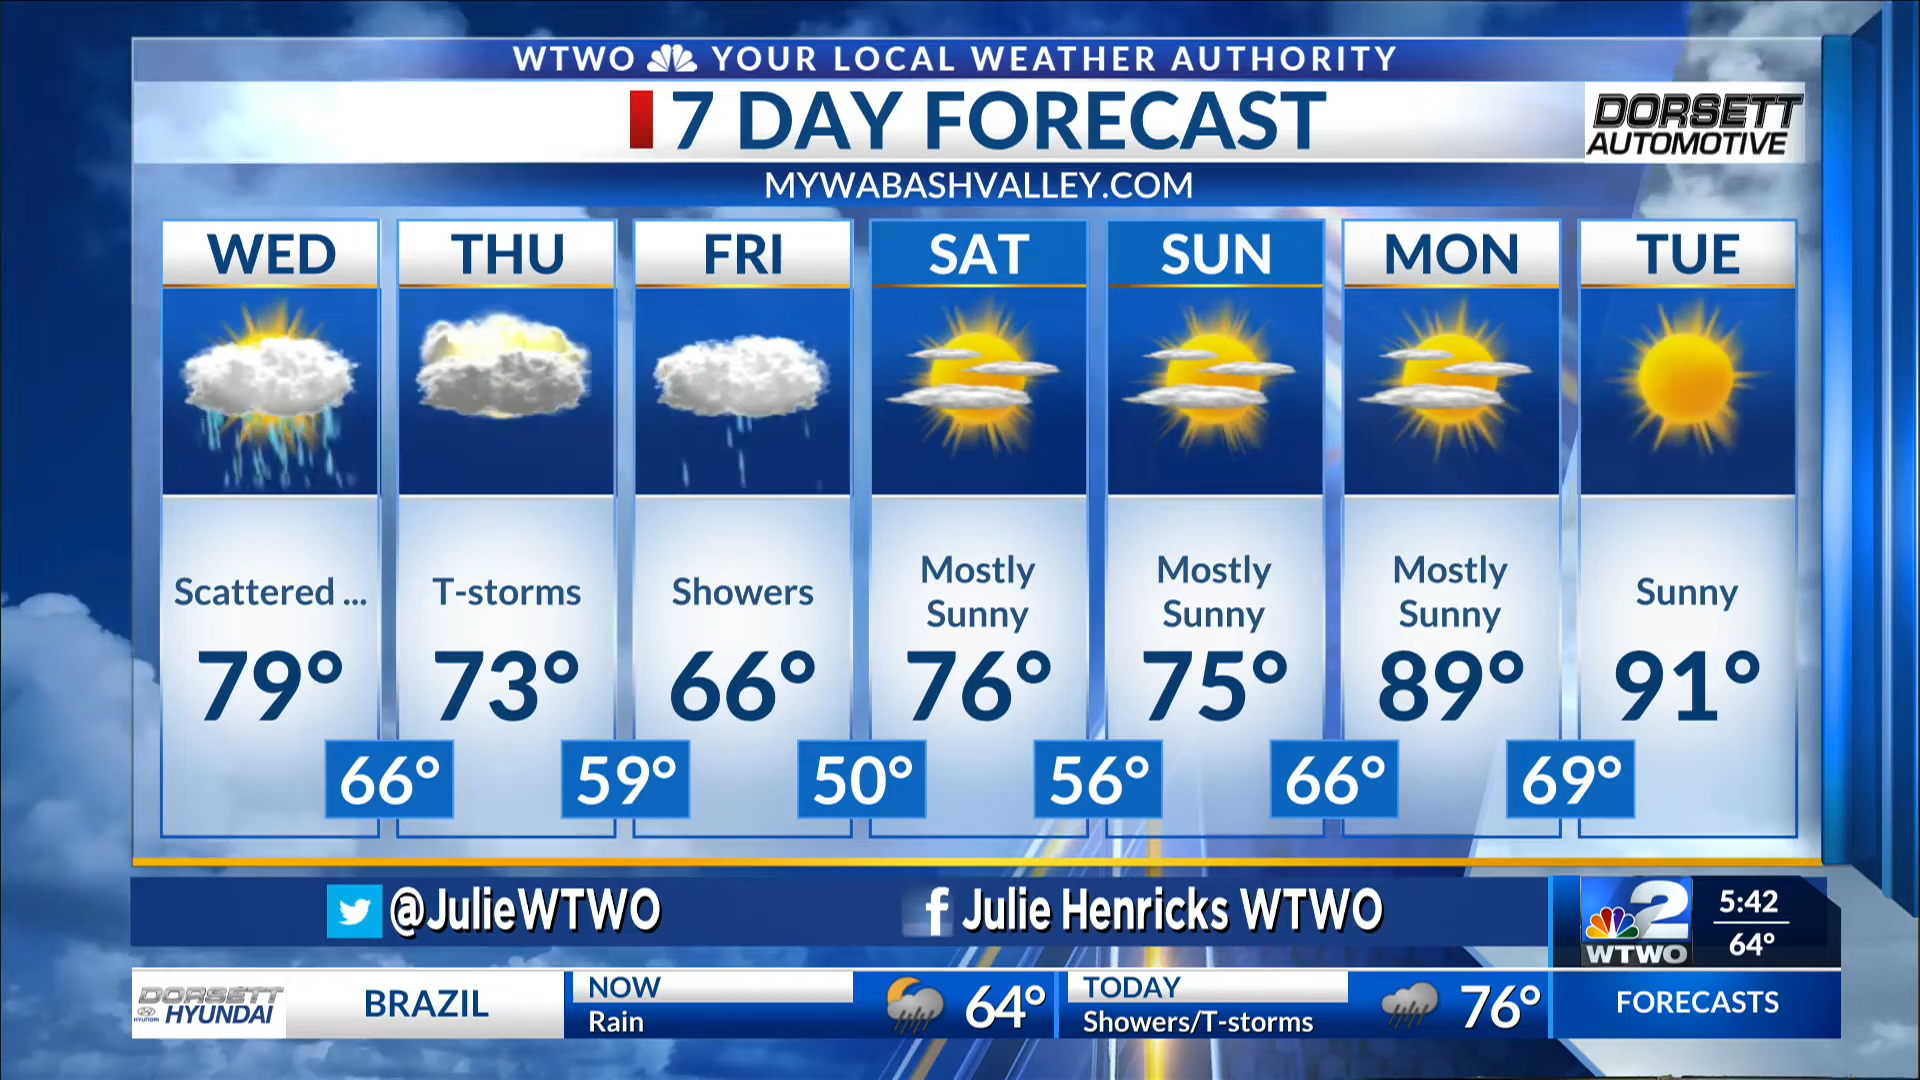 WTWO YOUR LOCAL WEATHER AUTHORITY
7 DAY FORECAST
DORSETT
AUTOMOTIVE
MYWABASHVALLEY.COM
WED THU FRI SAT SUN MON TUE
Scattered ...
T-storms
Showers
Mostly
Sunny
Mostly
Sunny
Mostly
Sunny
Sunny
79° 73° 66° 76° 75° 89° 91°
66° 59° 50° 56° 66° 69°
@JulieWTWO
Julie Henricks WTWO
2
WTWO
5:42
64°
DORSETT
HYUNDAI
HYUNDAI
BRAZIL
NOW
Rain
64°
TODAY
Showers/T-storms
76°
FORECASTS